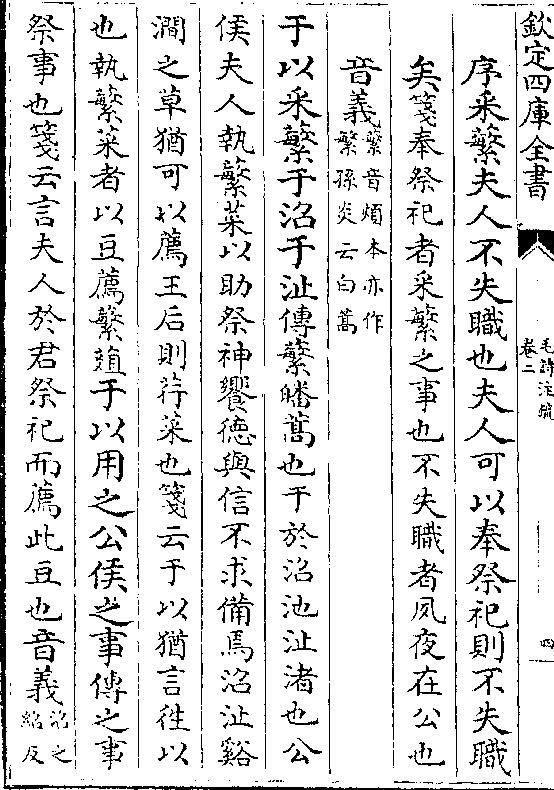 欽定四庫全書
毛詩注疏
卷二
四
序采蘩夫人不失職也夫人可以奉祭祀則不失職
矣箋奉祭祀者采蘩之事也不失職者夙夜在公也
音義蘩音煩本亦作
繁孫炎云白蒿
于以采蘩于沼于沚傳蘩皤蒿也于於沼池沚渚也公
侯夫人執蘩菜以助祭神饗德與信不求備焉沼沚谿
澗之草猶可以薦王后則荇菜也箋云于以猶言往以
也執蘩菜者以豆薦蘩葅于以用之公侯之事傳之事
祭事也箋云言夫人於君祭祀而薦此豆也音義沼之
紹反